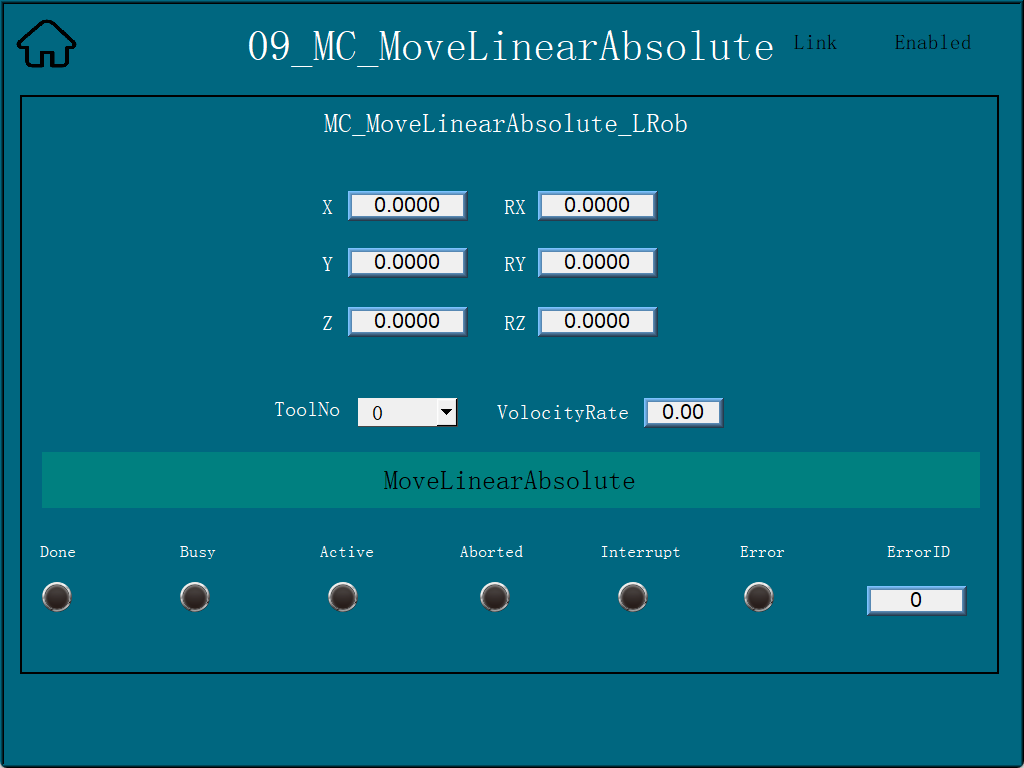 09_MC_MoveLinearAbsolute Link Enabled
MC_MoveLinearAbsolute_LRob
X 0.0000 RX 0.0000
Y 0.0000 RY 0.0000
Z 0.0000 RZ 0.0000
ToolNo 0 VolocityRate 0.00
MoveLinearAbsolute
Done Busy Active Aborted Interrupt Error ErrorID
0